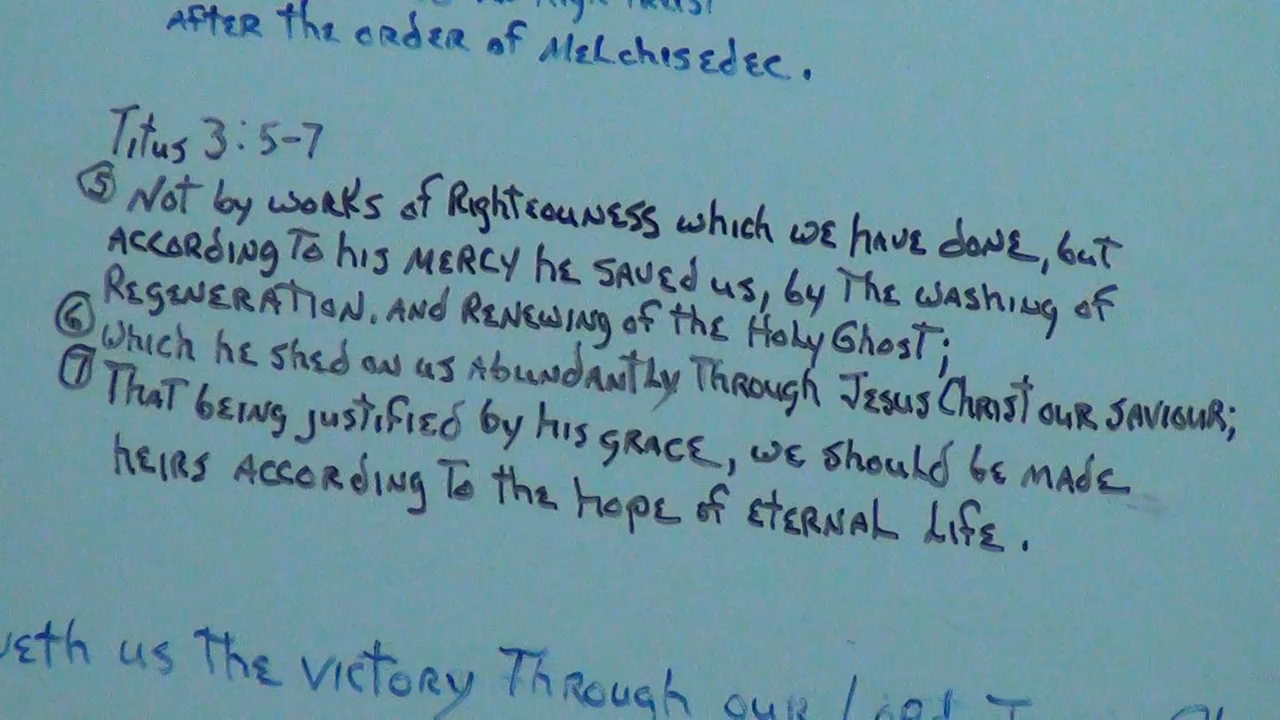 AFTER the order of MELchisedec.
Titus 3:5-7
⑤ Not by works of Righteouness which we have done, but
ACCORding To his MERCY he SAVEd us, by The washing of
REGENERATION. And RENEWING of the Holy Ghost;
⑥ which he shed on us Abundantly Through Jesus Christ our SAVIOUR;
⑦ That being justified by his GRACE, we should be MADE
heirs ACCORding To the hope of ETERNAL Life.
veth us The victory Through our Lord